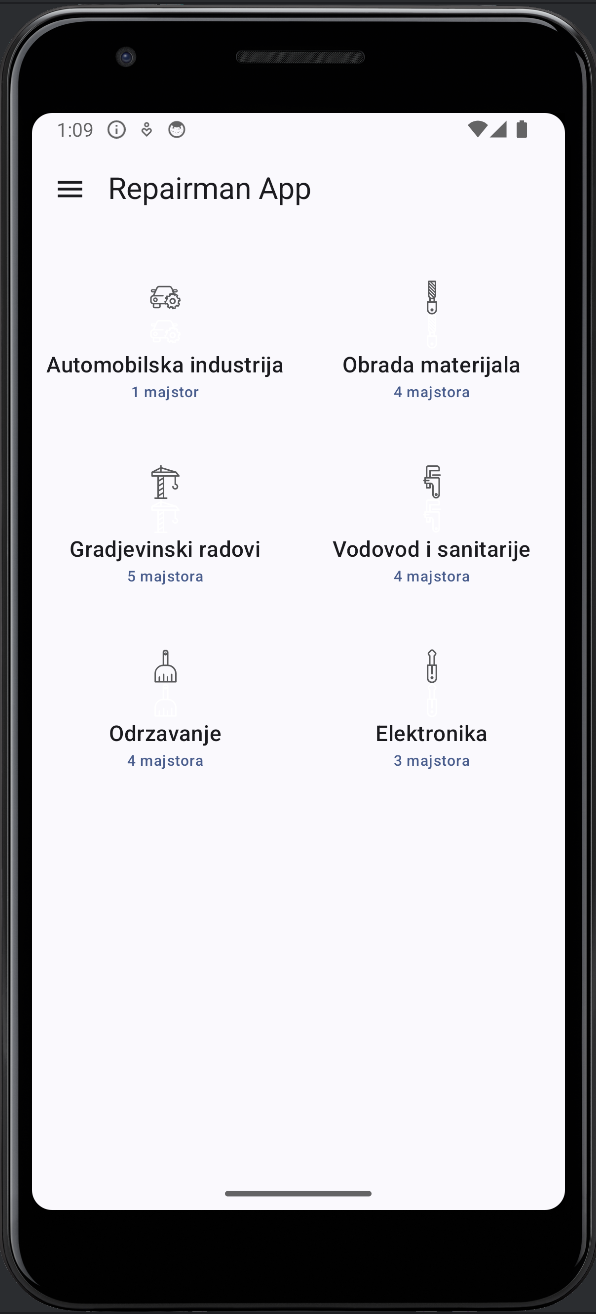 1:09
Repairman App
Automobilska industrija
1 majstor
Obrada materijala
4 majstora
Gradjevinski radovi
5 majstora
Vodovod i sanitarije
4 majstora
Odrzavanje
4 majstora
Elektronika
3 majstora